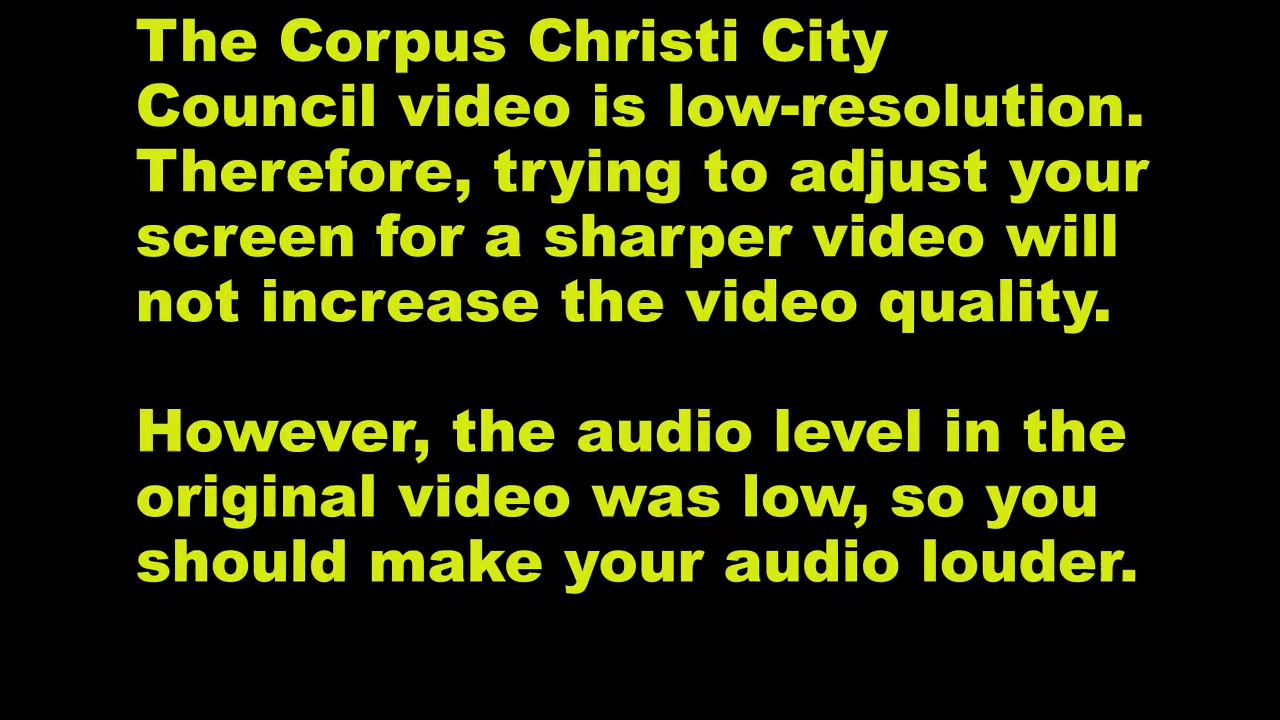 The Corpus Christi City
Council video is low-resolution.
Therefore, trying to adjust your
screen for a sharper video will
not increase the video quality.
However, the audio level in the
original video was low, so you
should make your audio louder.